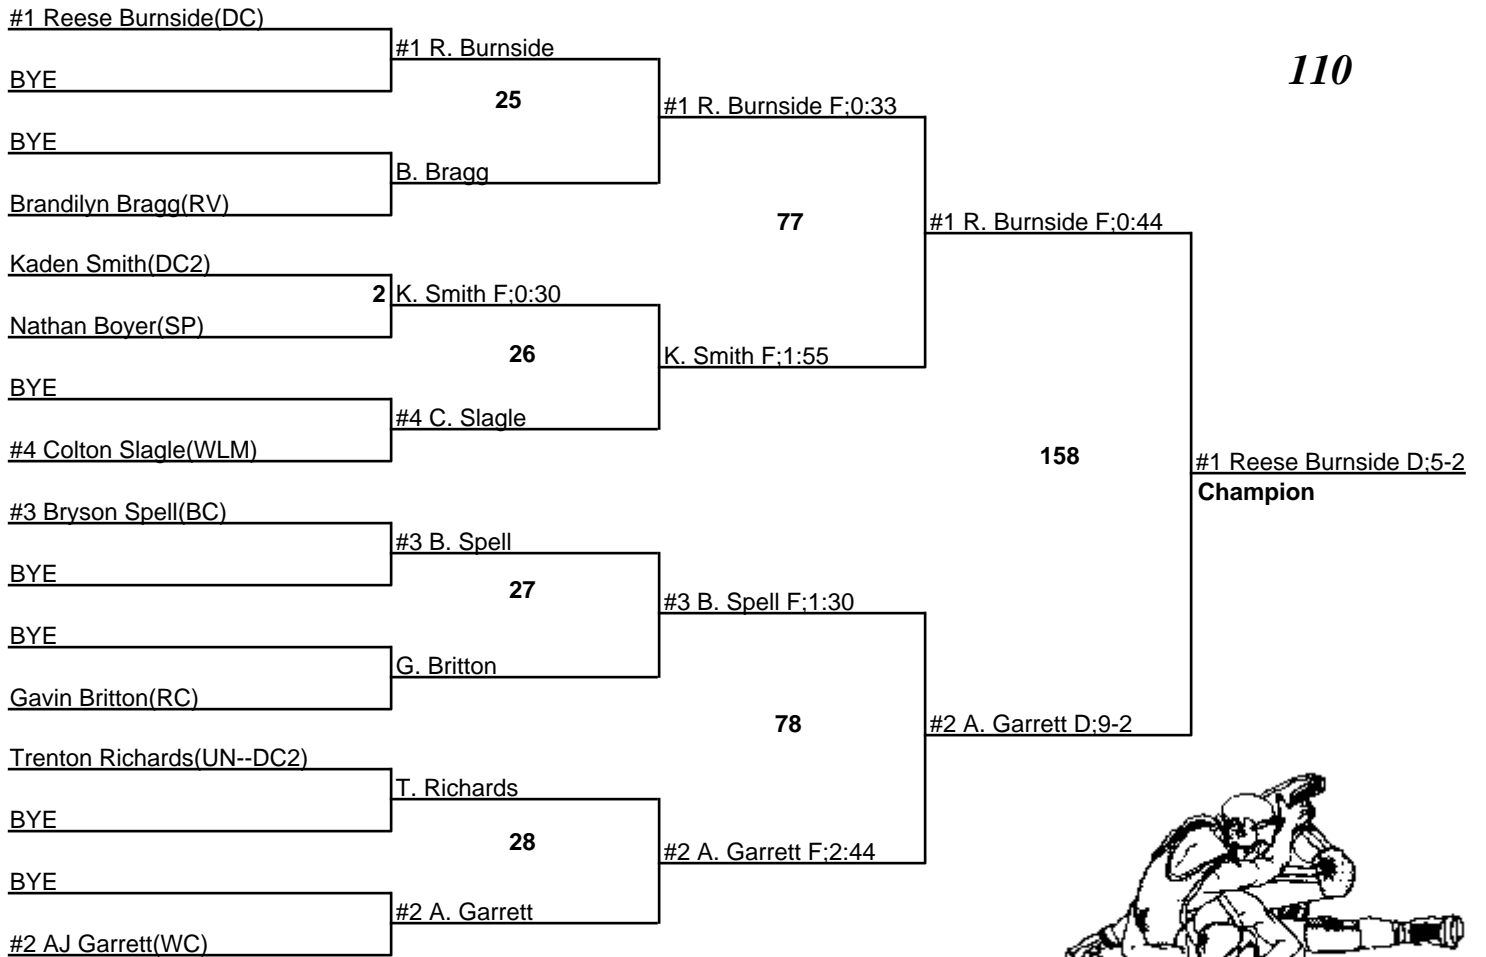 #1 Reese Burnside(DC)
BYE
BYE
Brandilyn Bragg(RV)
Kaden Smith(DC2)
Nathan Boyer(SP)
BYE
#4 Colton Slagle(WLM)
#3 Bryson Spell(BC)
BYE
BYE
Gavin Britton(RC)
Trenton Richards(UN--DC2)
BYE
BYE
#2 AJ Garrett(WC)
#1 R. Burnside
25
B. Bragg
2 K. Smith F;0:30
26
#4 C. Slagle
#3 B. Spell
27
G. Britton
T. Richards
28
#2 A. Garrett
#1 R. Burnside F;0:33
77
K. Smith F;1:55
#3 B. Spell F;1:30
78
#2 A. Garrett F;2:44
#1 R. Burnside F;0:44
158
#2 A. Garrett D;9-2
#1 Reese Burnside D;5-2
Champion
110